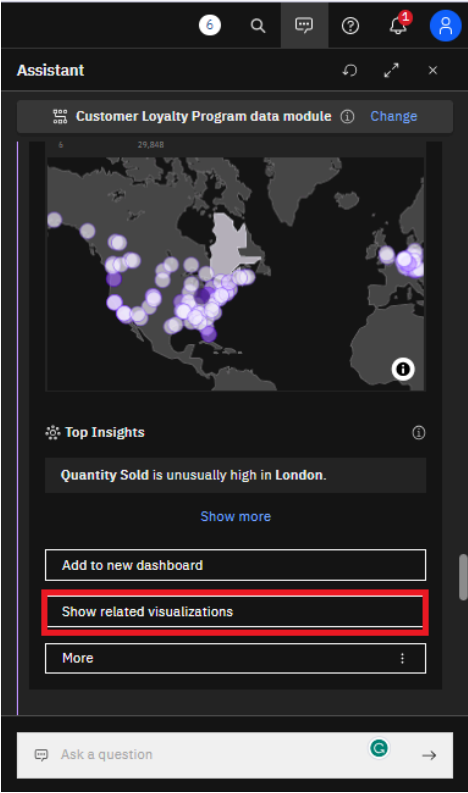 6
1
Assistant
Customer Loyalty Program data module Change
6 29,848
Top Insights
Quantity Sold is unusually high in London.
Show more
Add to new dashboard
Show related visualizations
More
Ask a question